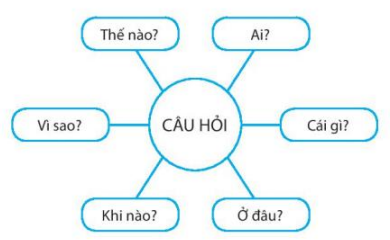 Thế nào?
Ai?
Vì sao?
CÂU HỎI
Cái gì?
Khi nào?
Ở đâu?